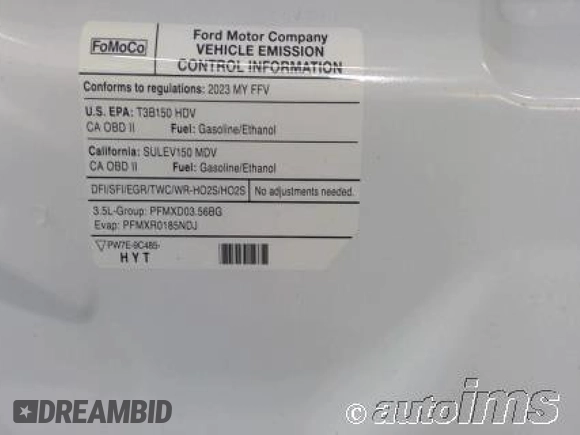 FoMoCo
Ford Motor Company
VEHICLE EMISSION
CONTROL INFORMATION
Conforms to regulations: 2023 MY FFV
U.S. EPA: T3B150 HDV
CA OBD II Fuel: Gasoline/Ethanol
California: SULEV150 MDV
CA OBD II Fuel: Gasoline/Ethanol
DFI/SFI/EGR/TWC/WR-HO2S/HO2S No adjustments needed.
3.5L-Group: PFMXD03.56BG
Evap: PFMXR0185NDJ
PW7E-9C485-
HYT
DREAMBID
© autoims